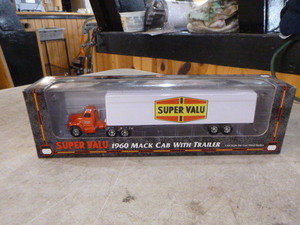 SUPER VALU
SUPER VALU 1960 MACK CAB WITH TRAILER